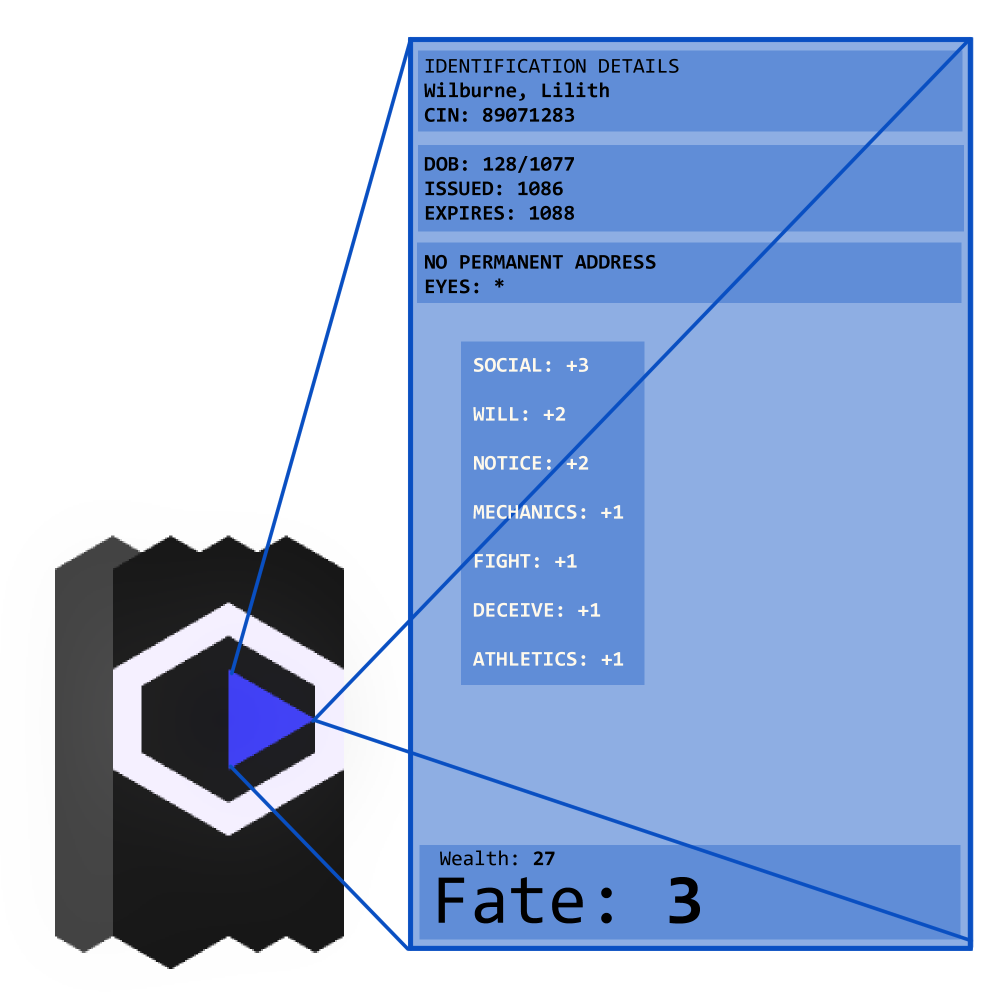 IDENTIFICATION DETAILS
Wilburne, Lilith
CIN: 89071283
DOB: 128/1077
ISSUED: 1086
EXPIRES: 1088
NO PERMANENT ADDRESS
EYES: *
SOCIAL: +3
WILL: +2
NOTICE: +2
MECHANICS: +1
FIGHT: +1
DECEIVE: +1
ATHLETICS: +1
Wealth: 27
Fate: 3